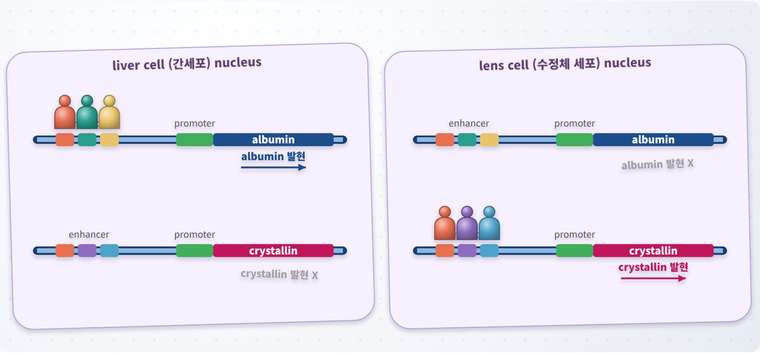 liver cell (간세포) nucleus
promoter
albumin
albumin 발현
enhancer
promoter
crystallin
crystallin 발현 X
lens cell (수정체 세포) nucleus
enhancer
promoter
albumin
albumin 발현 X
promoter
crystallin
crystallin 발현